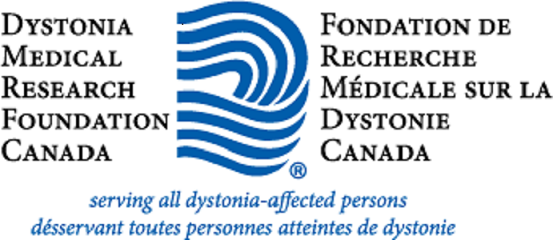 DYSTONIA
MEDICAL
RESEARCH
FOUNDATION
CANADA
FONDATION DE
RECHERCHE
MÉDICALE SUR LA
DYSTONIE
CANADA
®
serving all dystonia-affected persons
désservant toutes personnes atteintes de dystonie